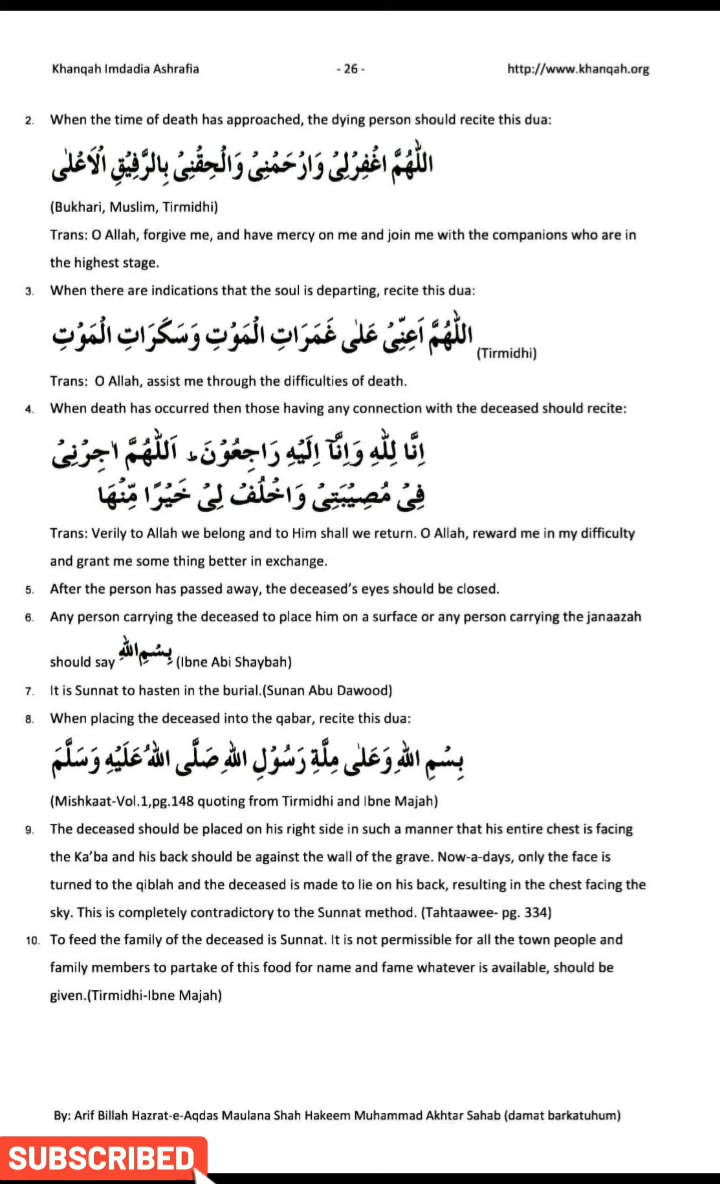 Khanqah Imdadia Ashrafia - 26 - http://www.khanqah.org
2. When the time of death has approached, the dying person should recite this dua:
اَللّٰهُمَّ اغْفِرْلِیْ وَارْحَمْنِیْ وَالْحِقْنِیْ بِالرَّفِیْقِ الْاَعْلٰی
(Bukhari, Muslim, Tirmidhi)
Trans: O Allah, forgive me, and have mercy on me and join me with the companions who are in
the highest stage.
3. When there are indications that the soul is departing, recite this dua:
اَللّٰهُمَّ اَعِنِّیْ عَلٰی غَمَرَاتِ الْمَوْتِ وَسَكَرَاتِ الْمَوْتِ (Tirmidhi)
Trans: O Allah, assist me through the difficulties of death.
4. When death has occurred then those having any connection with the deceased should recite:
اِنَّا لِلّٰهِ وَاِنَّآ اِلَیْهِ رَاجِعُوْنَ، اَللّٰهُمَّ اجِرْنِیْ
فِیْ مُصِیْبَتِیْ وَاخْلُفْ لِیْ خَیْرًا مِّنْهَا
Trans: Verily to Allah we belong and to Him shall we return. O Allah, reward me in my difficulty
and grant me some thing better in exchange.
5. After the person has passed away, the deceased's eyes should be closed.
6. Any person carrying the deceased to place him on a surface or any person carrying the janaazah
should say بِسْمِ اللّٰهِ (Ibne Abi Shaybah)
7. It is Sunnat to hasten in the burial.(Sunan Abu Dawood)
8. When placing the deceased into the qabar, recite this dua:
بِسْمِ اللّٰهِ وَعَلٰی مِلَّةِ رَسُوْلِ اللّٰهِ صَلَّی اللّٰهُ عَلَیْهِ وَسَلَّمَ
(Mishkaat-Vol.1,pg.148 quoting from Tirmidhi and Ibne Majah)
9. The deceased should be placed on his right side in such a manner that his entire chest is facing
the Ka'ba and his back should be against the wall of the grave. Now-a-days, only the face is
turned to the qiblah and the deceased is made to lie on his back, resulting in the chest facing the
sky. This is completely contradictory to the Sunnat method. (Tahtaawee- pg. 334)
10. To feed the family of the deceased is Sunnat. It is not permissible for all the town people and
family members to partake of this food for name and fame whatever is available, should be
given.(Tirmidhi-Ibne Majah)
By: Arif Billah Hazrat-e-Aqdas Maulana Shah Hakeem Muhammad Akhtar Sahab (damat barkatuhum)
SUBSCRIBED